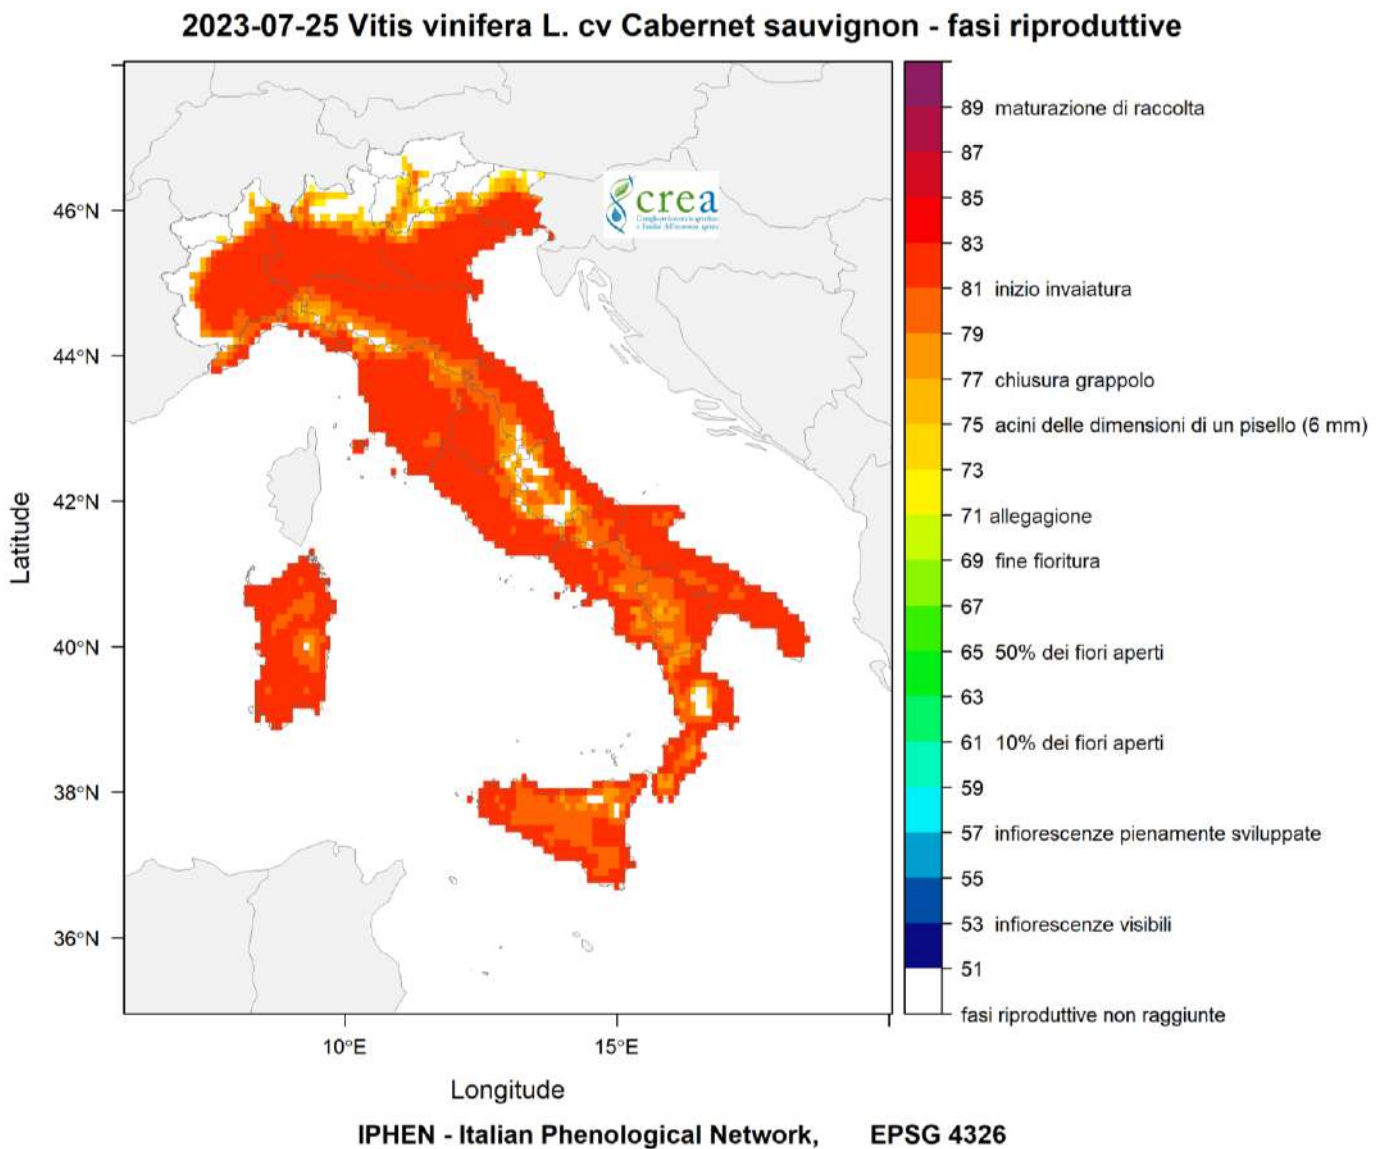 2023-07-25 Vitis vinifera L. cv Cabernet sauvignon - fasi riproduttive
46°N
44°N
42°N
40°N
38°N
36°N
Latitude
10°E
15°E
Longitude
crea
89 maturazione di raccolta
87
85
83
81 inizio invaiatura
79
77 chiusura grappolo
75 acini delle dimensioni di un pisello (6 mm)
73
71 allegagione
69 fine fioritura
67
65 50% dei fiori aperti
63
61 10% dei fiori aperti
59
57 infiorescenze pienamente sviluppate
55
53 infiorescenze visibili
51
fasi riproduttive non raggiunte
IPHEN - Italian Phenological Network, EPSG 4326